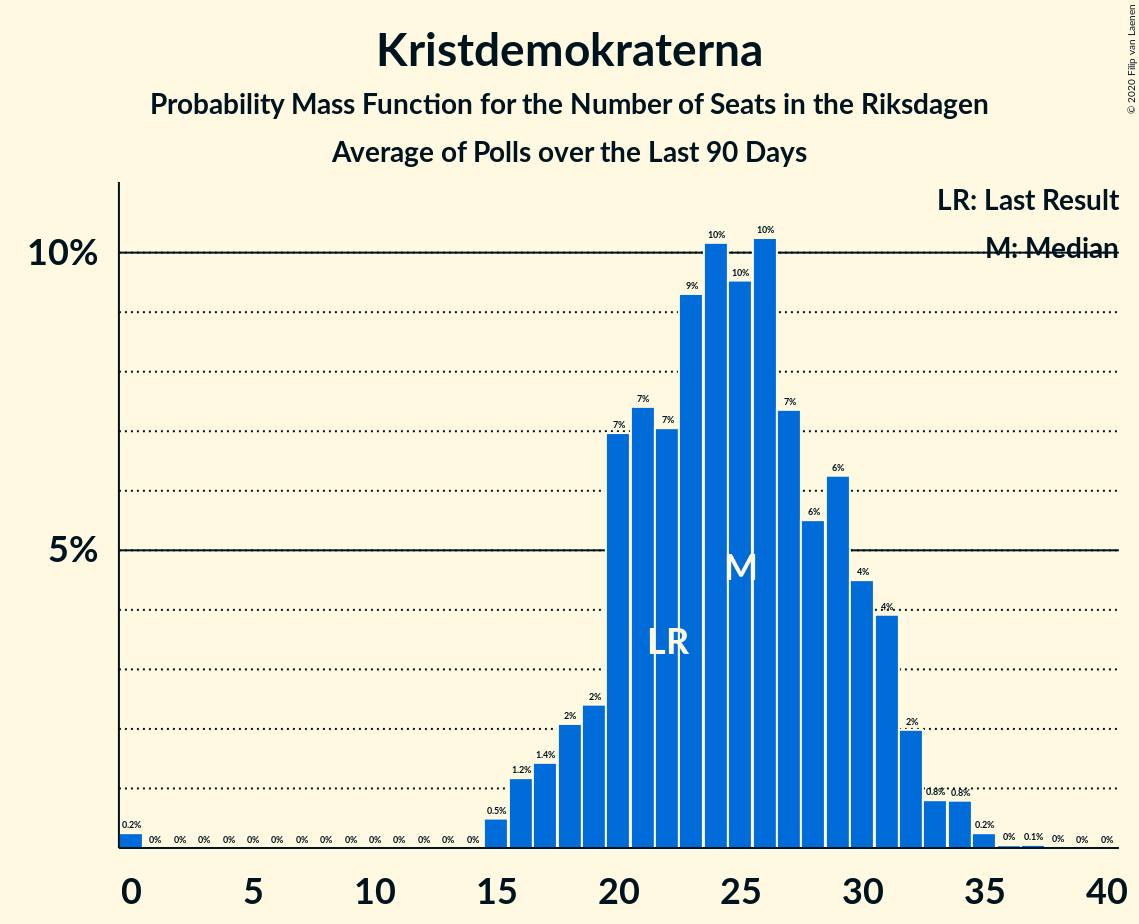 Kristdemokraterna
Probability Mass Function for the Number of Seats in the Riksdagen
Average of Polls over the Last 90 Days
© 2020 Filip van Laenen
LR: Last Result
M: Median
10%
5%
0.2% 0% 0% 0% 0% 0% 0% 0% 0% 0% 0% 0% 0% 0% 0% 0.5% 1.2% 1.4% 2% 2% 7% 7% 7% 9% 10% 10% 10% 7% 6% 6% 4% 4% 2% 0.8% 0.8% 0.2% 0% 0.1% 0% 0% 0%
M
LR
0 5 10 15 20 25 30 35 40